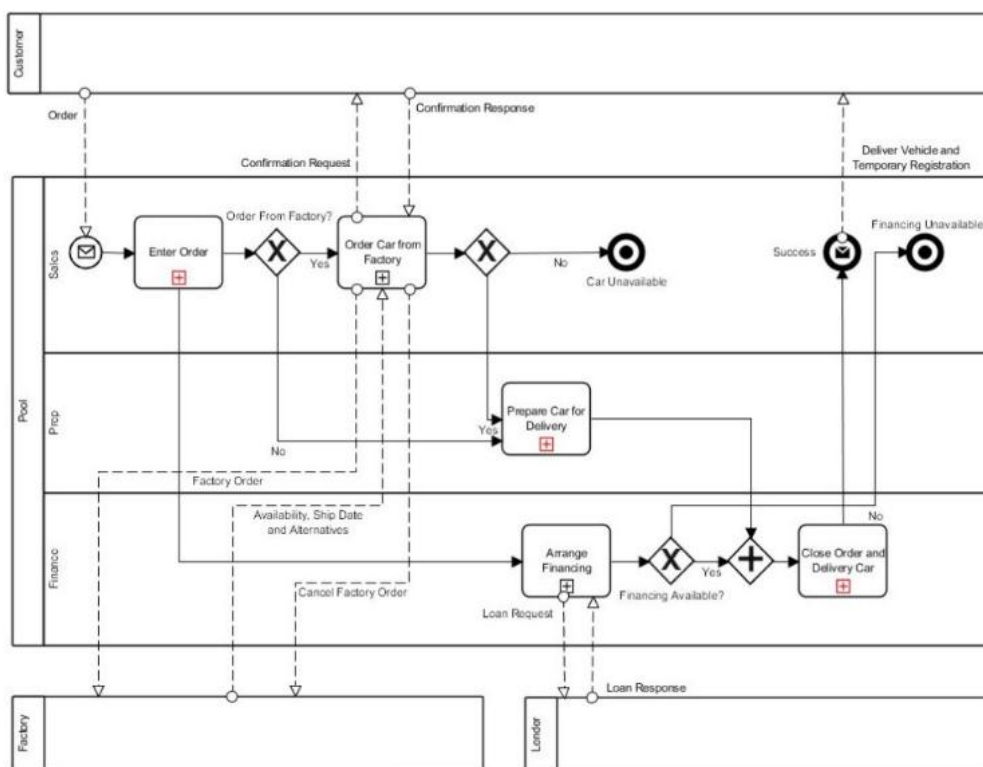 Customer
Order
Confirmation Response
Confirmation Request
Deliver Vehicle and
Temporary Registration
Pool
Sales
Enter Order
Order From Factory?
Yes
Order Car from
Factory
No
Car Unavailable
Success
Financing Unavailable
Prep
No
Yes
Prepare Car for
Delivery
Factory Order
Availability, Ship Date
and Alternatives
Cancel Factory Order
Finance
Arrange
Financing
Loan Request
Financing Available?
Yes
No
Close Order and
Delivery Car
Factory
Lender
Loan Response